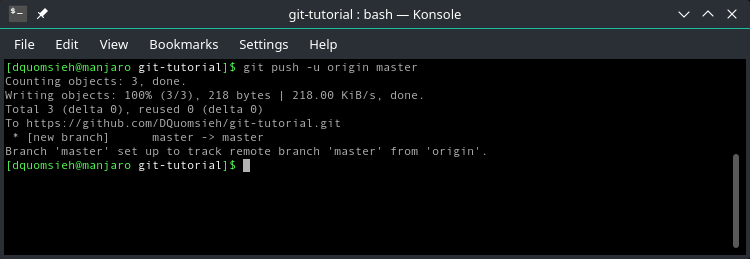 git-tutorial : bash — Konsole
File Edit View Bookmarks Settings Help
[dquomsieh@manjaro git-tutorial]$ git push -u origin master
Counting objects: 3, done.
Writing objects: 100% (3/3), 218 bytes | 218.00 KiB/s, done.
Total 3 (delta 0), reused 0 (delta 0)
To https://github.com/DQuomsieh/git-tutorial.git
 * [new branch]      master -> master
Branch 'master' set up to track remote branch 'master' from 'origin'.
[dquomsieh@manjaro git-tutorial]$